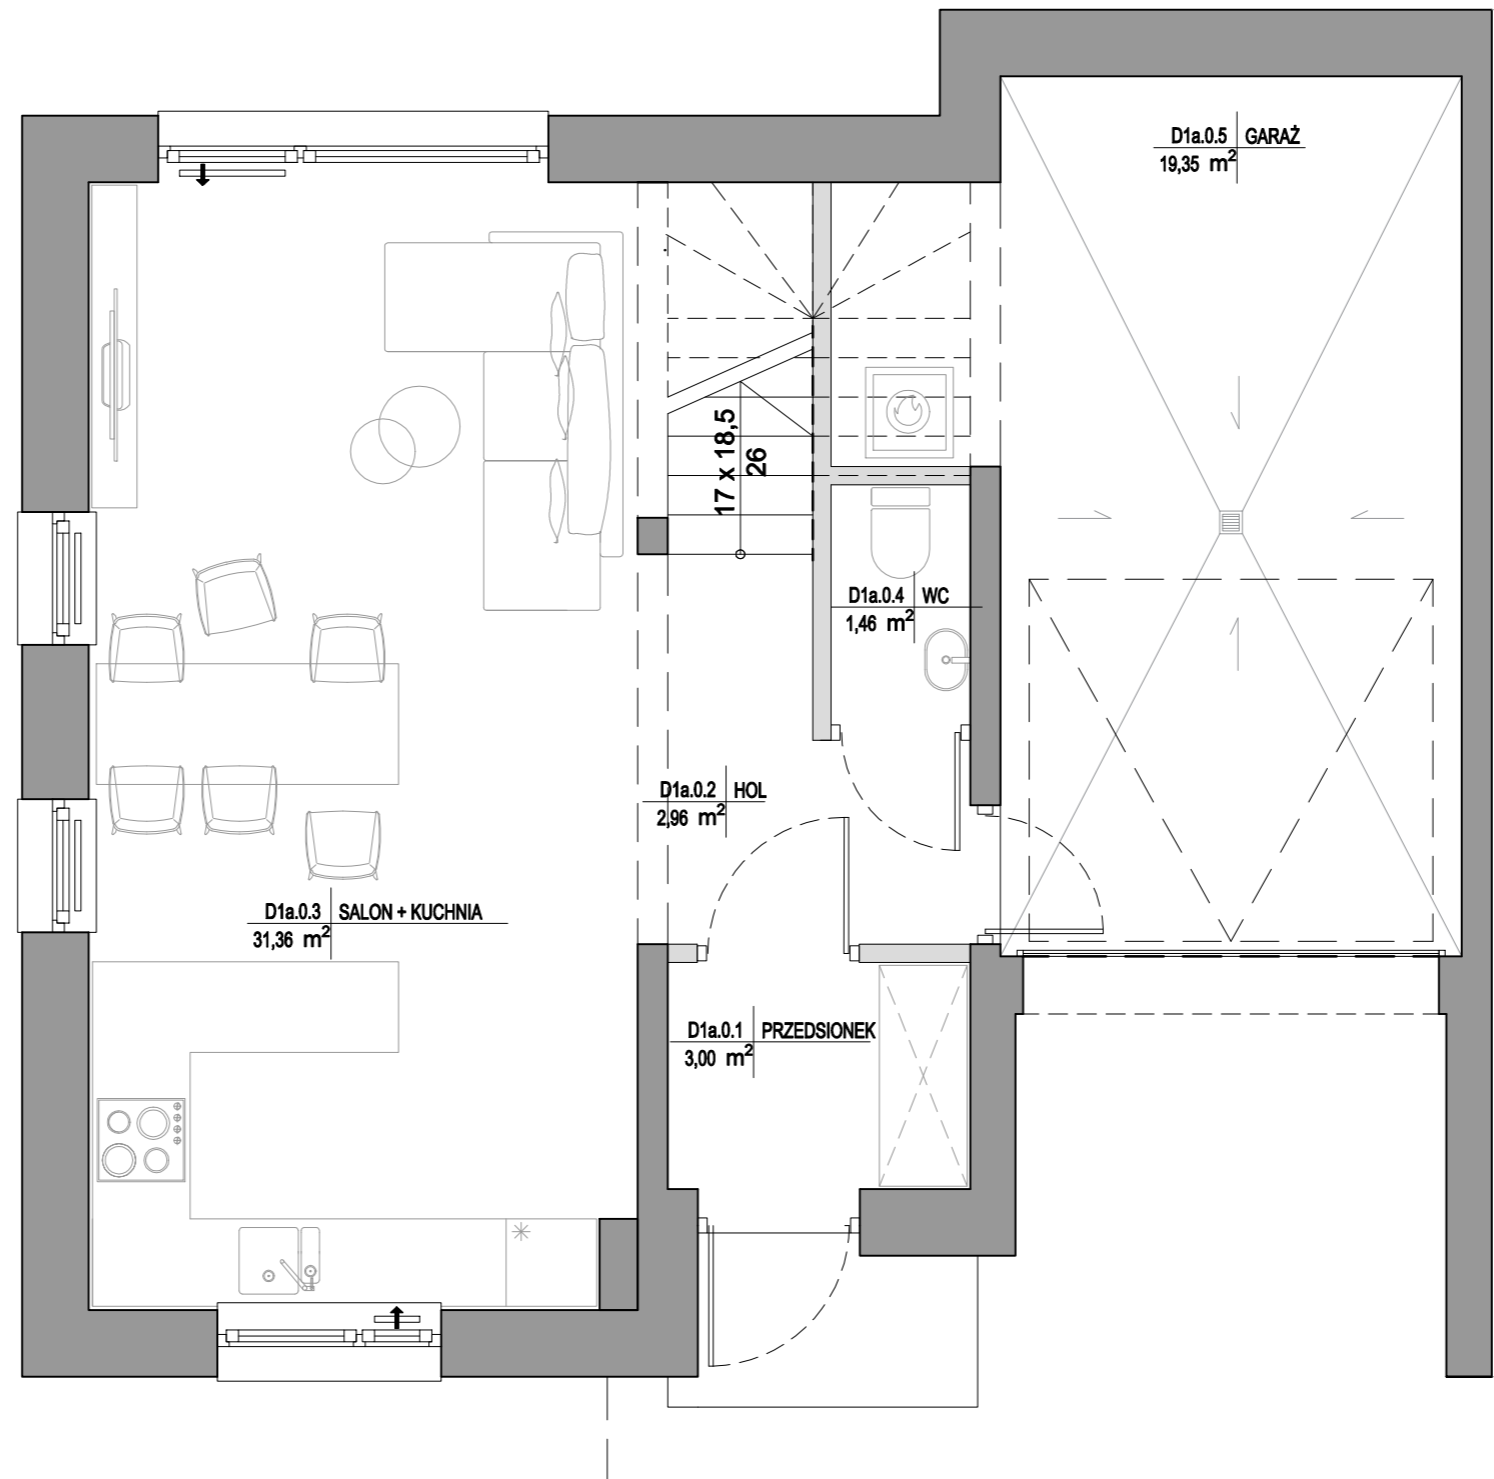 D1a.0.5 GARAŻ
19,35 m²
17 x 18,5
26
D1a.0.4 WC
1,46 m²
D1a.0.2 HOL
2,96 m²
D1a.0.3 SALON + KUCHNIA
31,36 m²
D1a.0.1 PRZEDSIONEK
3,00 m²